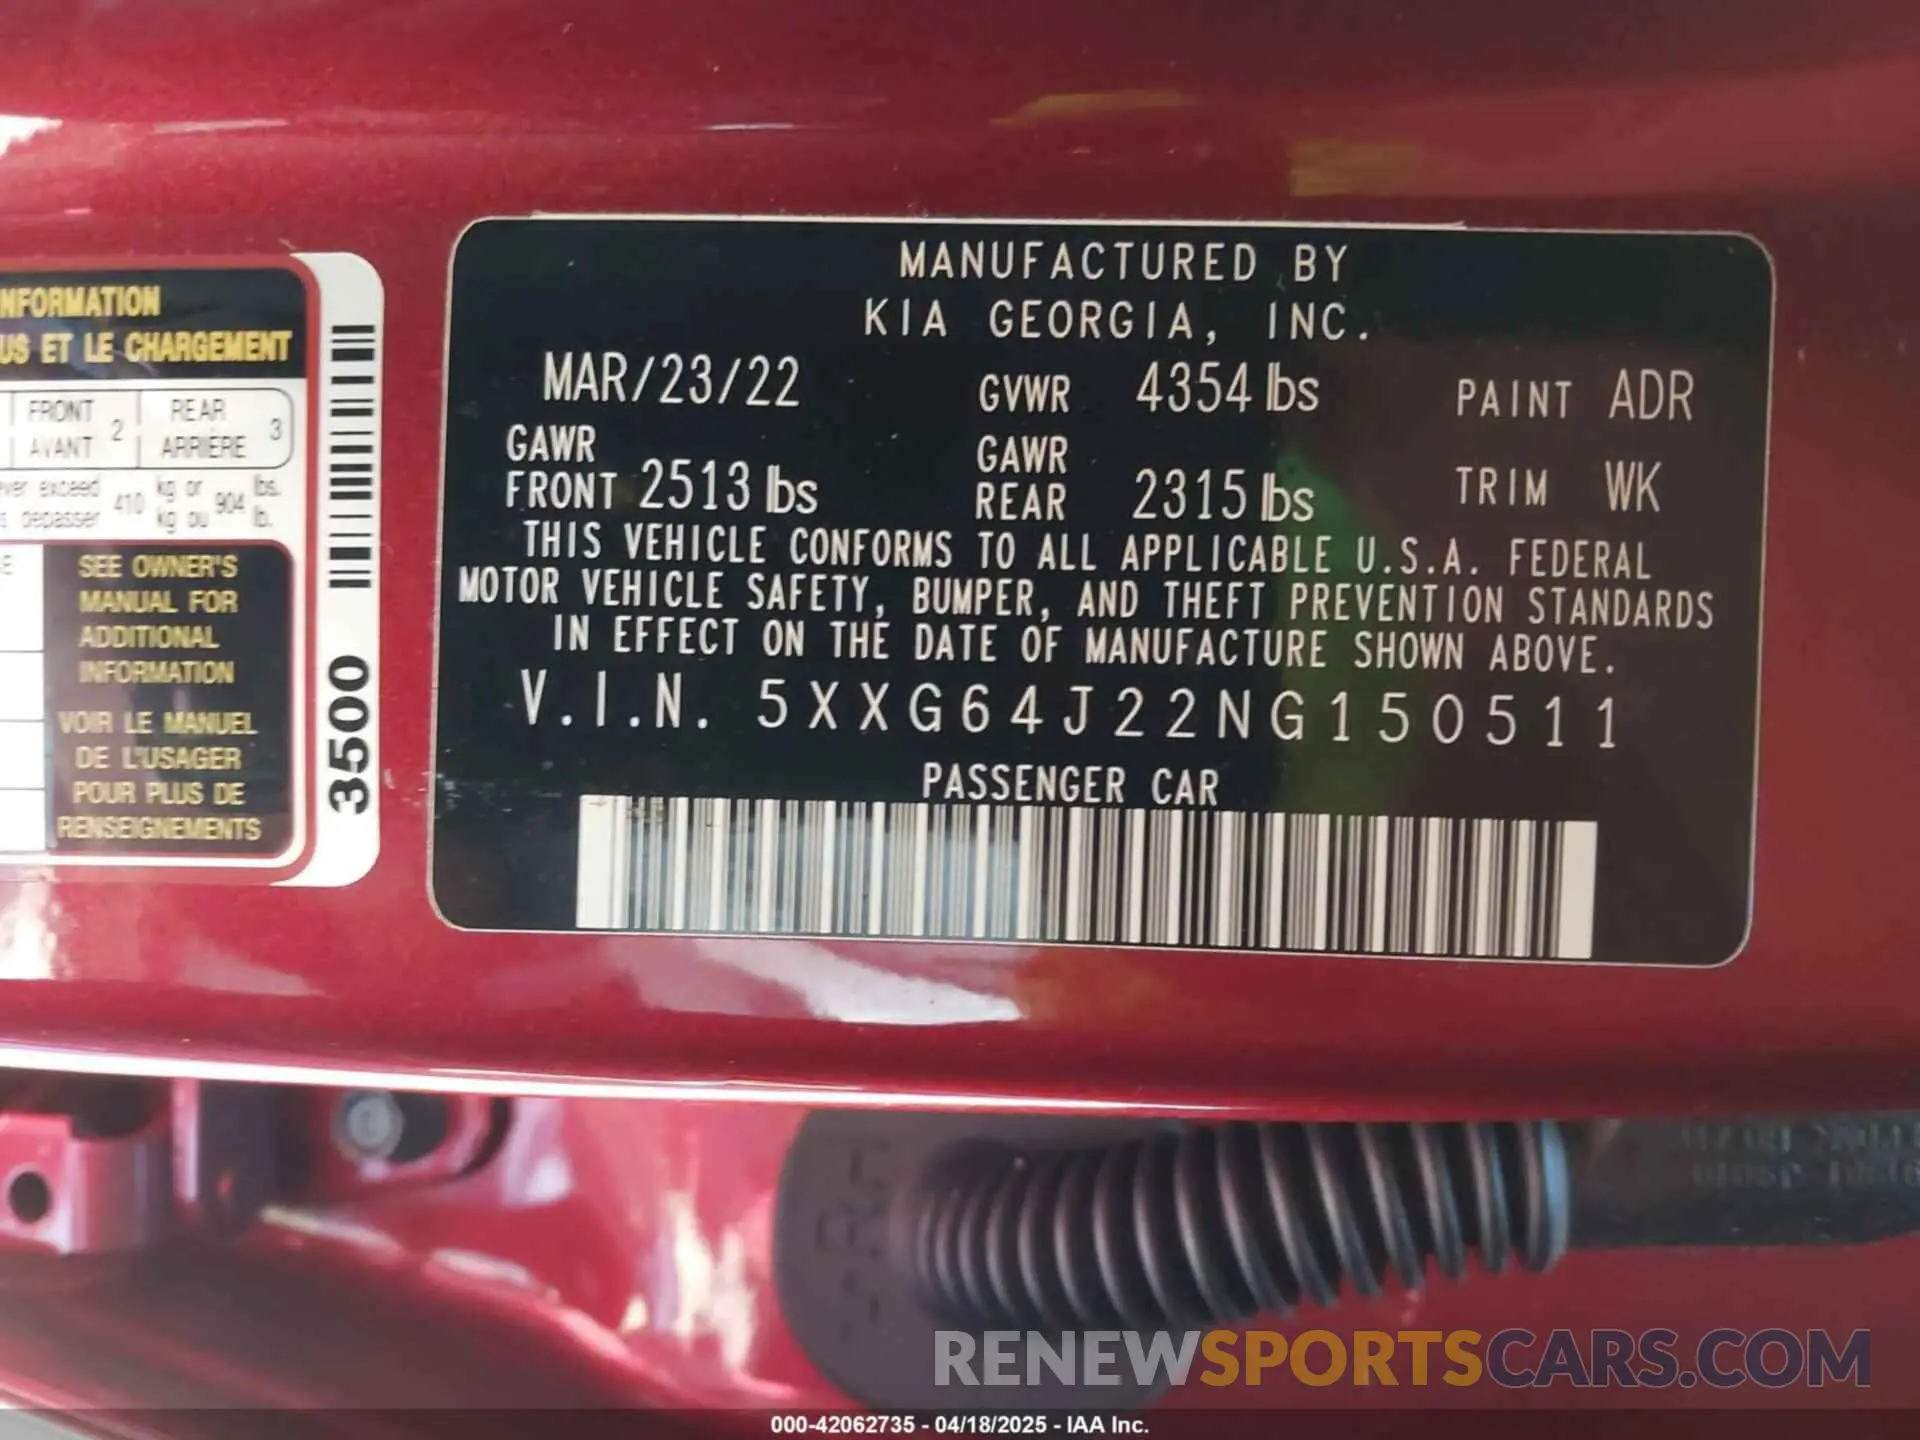 NFORMATION
US ET LE CHARGEMENT
FRONT 2 REAR 3
AVANT ARRIÈRE
ver exceed 410 kg or 904 lbs.
s dépasser kg ou lb.
E SEE OWNER'S
MANUAL FOR
ADDITIONAL
INFORMATION
VOIR LE MANUEL
DE L'USAGER
POUR PLUS DE
RENSEIGNEMENTS
3500
MANUFACTURED BY
KIA GEORGIA, INC.
MAR/23/22 GVWR 4354 lbs PAINT ADR
GAWR GAWR
FRONT 2513 lbs REAR 2315 lbs TRIM WK
THIS VEHICLE CONFORMS TO ALL APPLICABLE U.S.A. FEDERAL
MOTOR VEHICLE SAFETY, BUMPER, AND THEFT PREVENTION STANDARDS
IN EFFECT ON THE DATE OF MANUFACTURE SHOWN ABOVE.
V.I.N. 5XXG64J22NG150511
PASSENGER CAR
RENEWSPORTSCARS.COM
000-42062735 - 04/18/2025 - IAA Inc.